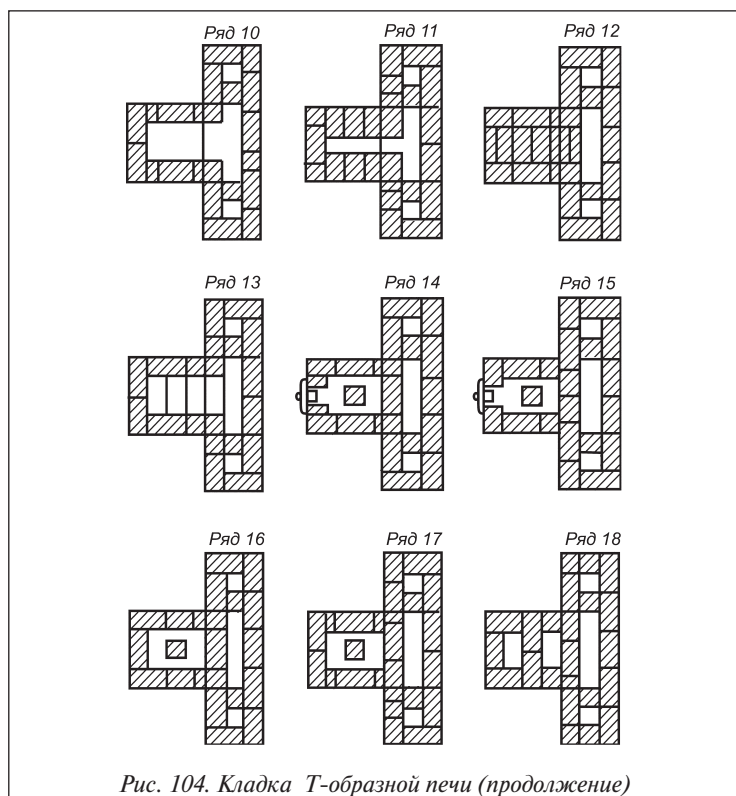 Ряд 10
Ряд 11
Ряд 12
Ряд 13
Ряд 14
Ряд 15
Ряд 16
Ряд 17
Ряд 18
Рис. 104. Кладка Т-образной печи (продолжение)